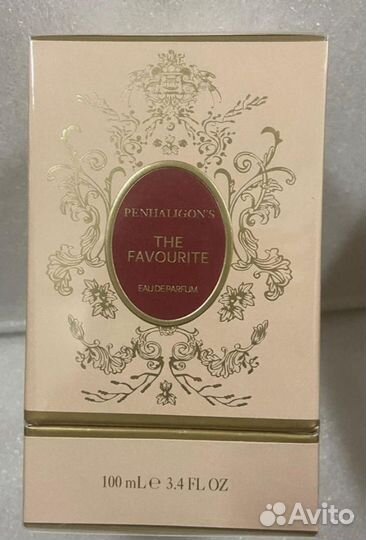 PENHALIGON'S
THE
FAVOURITE
EAU DE PARFUM
100 mL ℮ 3.4 FL OZ
Avito